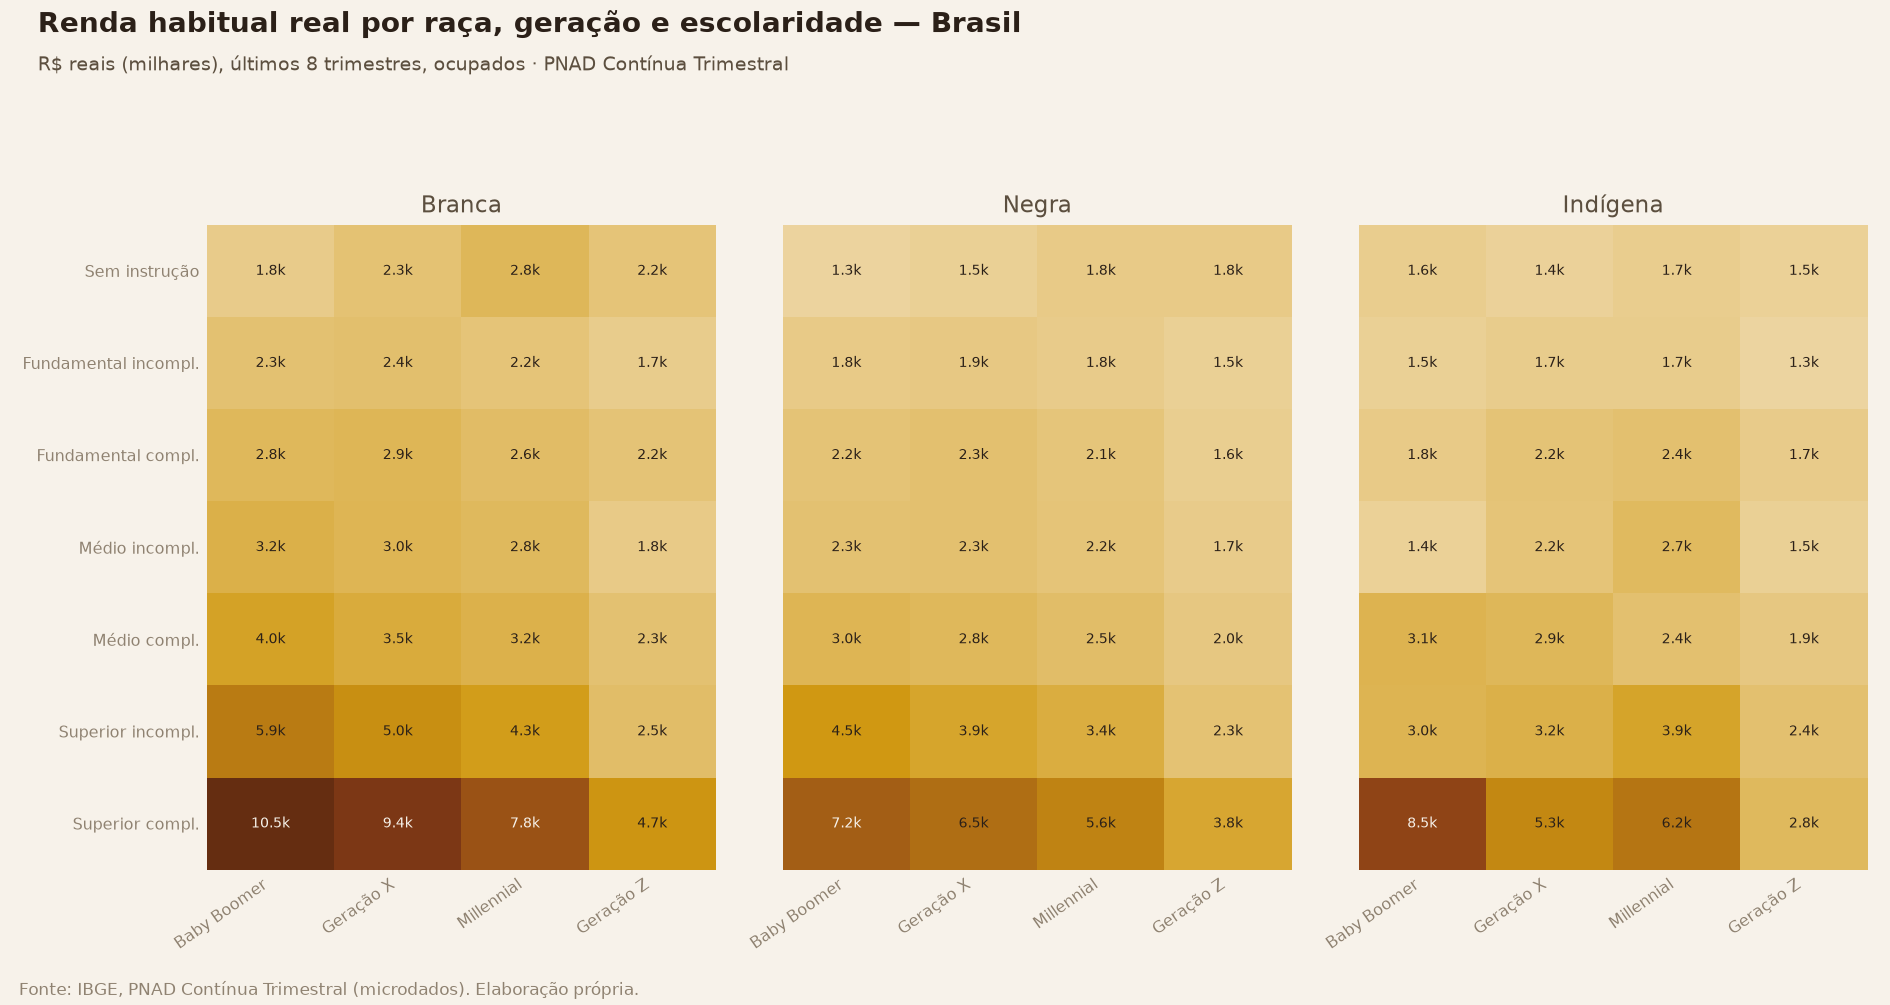 Renda habitual real por raça, geração e escolaridade — Brasil
R$ reais (milhares), últimos 8 trimestres, ocupados · PNAD Contínua Trimestral
Branca Negra Indígena
Sem instrução 1.8k 2.3k 2.8k 2.2k 1.3k 1.5k 1.8k 1.8k 1.6k 1.4k 1.7k 1.5k
Fundamental incompl. 2.3k 2.4k 2.2k 1.7k 1.8k 1.9k 1.8k 1.5k 1.5k 1.7k 1.7k 1.3k
Fundamental compl. 2.8k 2.9k 2.6k 2.2k 2.2k 2.3k 2.1k 1.6k 1.8k 2.2k 2.4k 1.7k
Médio incompl. 3.2k 3.0k 2.8k 1.8k 2.3k 2.3k 2.2k 1.7k 1.4k 2.2k 2.7k 1.5k
Médio compl. 4.0k 3.5k 3.2k 2.3k 3.0k 2.8k 2.5k 2.0k 3.1k 2.9k 2.4k 1.9k
Superior incompl. 5.9k 5.0k 4.3k 2.5k 4.5k 3.9k 3.4k 2.3k 3.0k 3.2k 3.9k 2.4k
Superior compl. 10.5k 9.4k 7.8k 4.7k 7.2k 6.5k 5.6k 3.8k 8.5k 5.3k 6.2k 2.8k
Baby Boomer Geração X Millennial Geração Z Baby Boomer Geração X Millennial Geração Z Baby Boomer Geração X Millennial Geração Z
Fonte: IBGE, PNAD Contínua Trimestral (microdados). Elaboração própria.